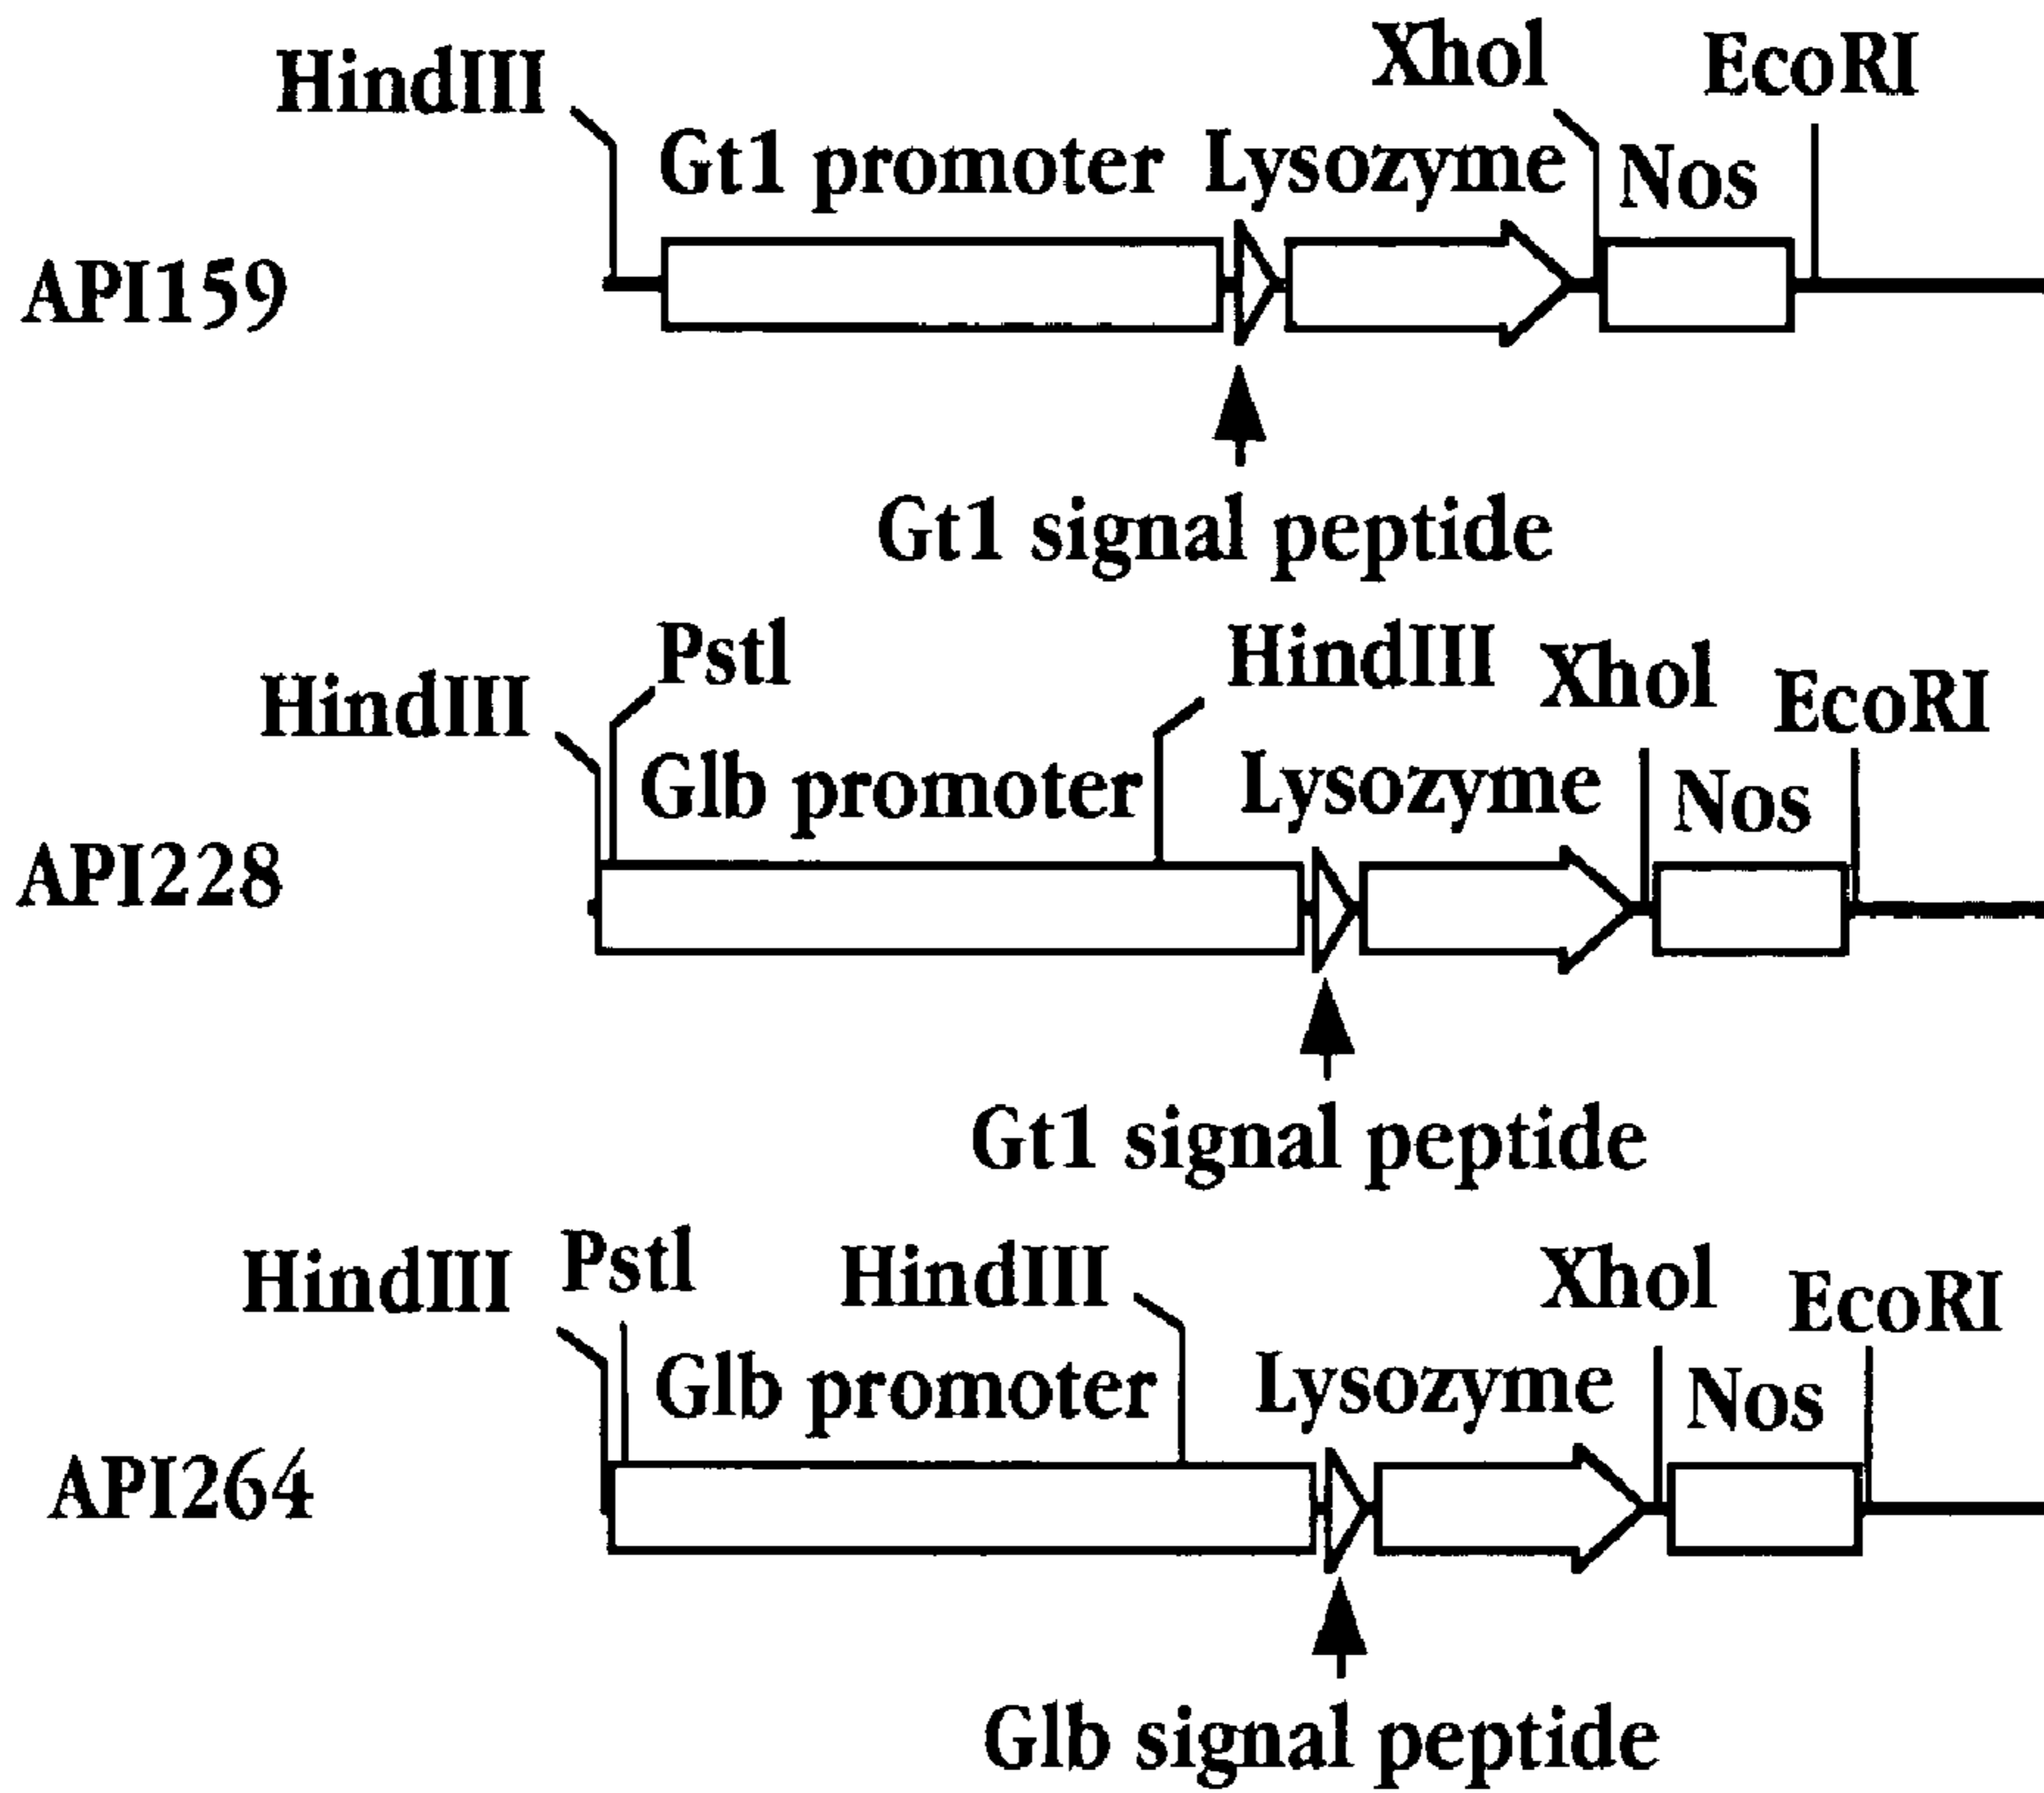 HindIII
XhoI
EcoRI
Gt1 promoter
Lysozyme
Nos
API159
Gt1 signal peptide
PstI
HindIII
HindIII
XhoI
EcoRI
Glb promoter
Lysozyme
Nos
API228
Gt1 signal peptide
HindIII
PstI
HindIII
XhoI
EcoRI
Glb promoter
Lysozyme
Nos
API264
Glb signal peptide